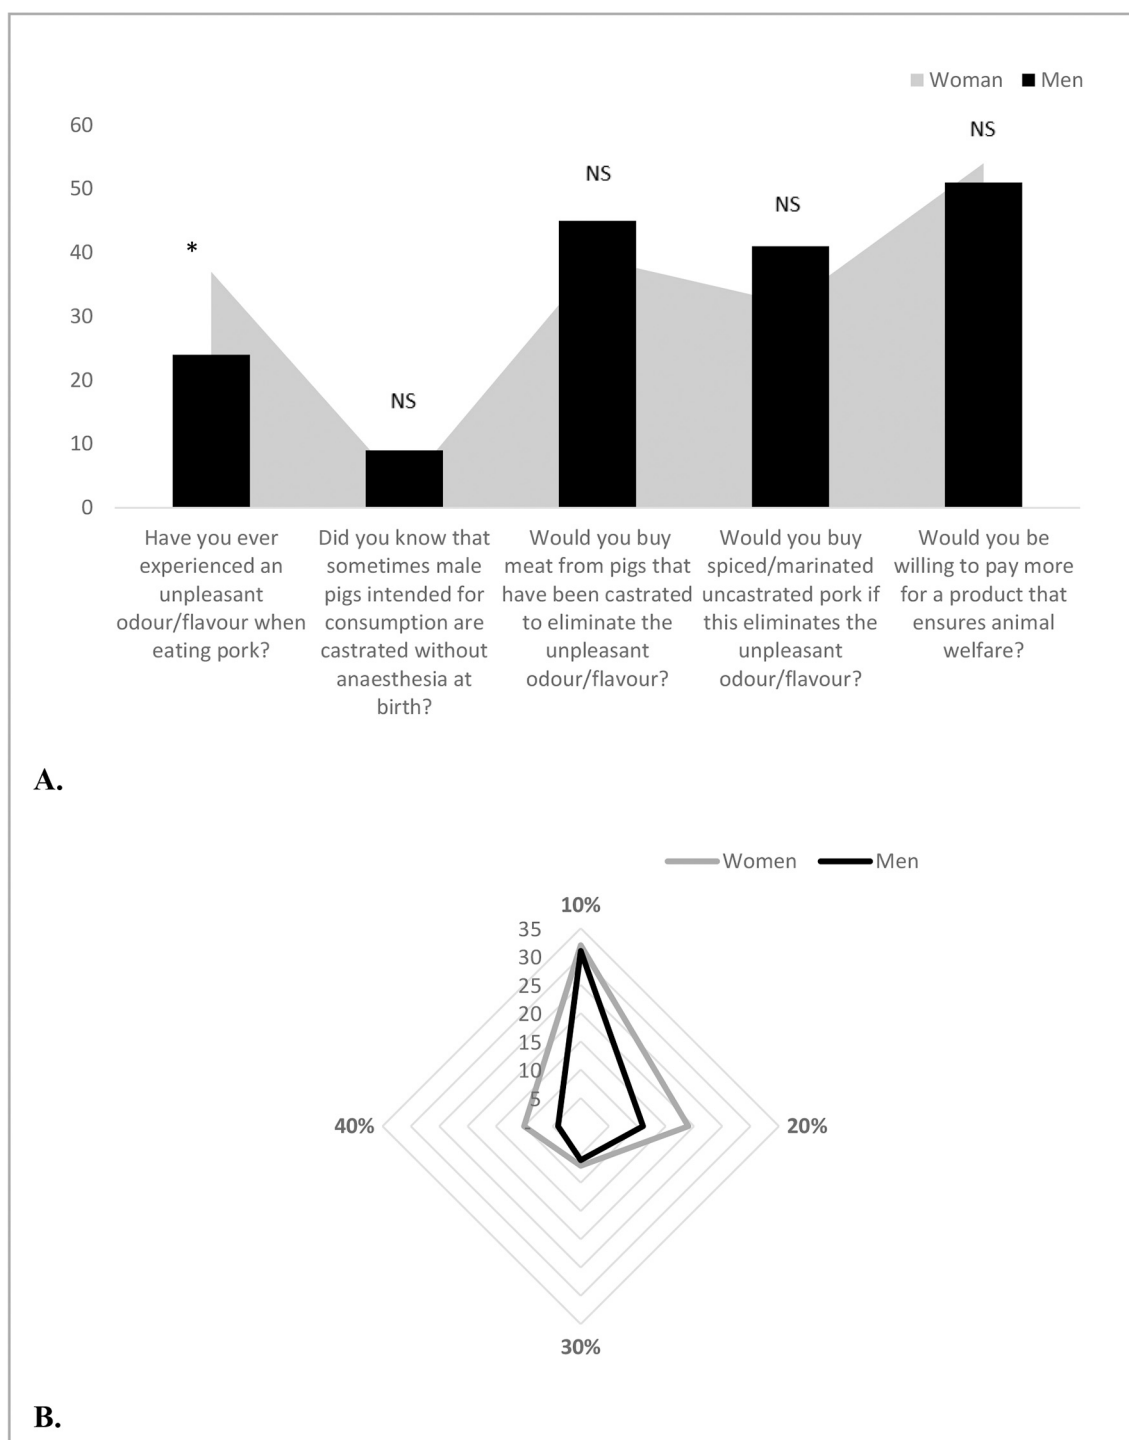 Woman Men
60
50
40
30
20
10
0
*
NS
NS
NS
NS
Have you ever
experienced an
unpleasant
odour/flavour when
eating pork?
Did you know that
sometimes male
pigs intended for
consumption are
castrated without
anaesthesia at
birth?
Would you buy
meat from pigs that
have been castrated
to eliminate the
unpleasant
odour/flavour?
Would you buy
spiced/marinated
uncastrated pork if
this eliminates the
unpleasant
odour/flavour?
Would you be
willing to pay more
for a product that
ensures animal
welfare?
A.
Women Men
10%
35
30
25
20
15
10
5
40%
20%
30%
B.